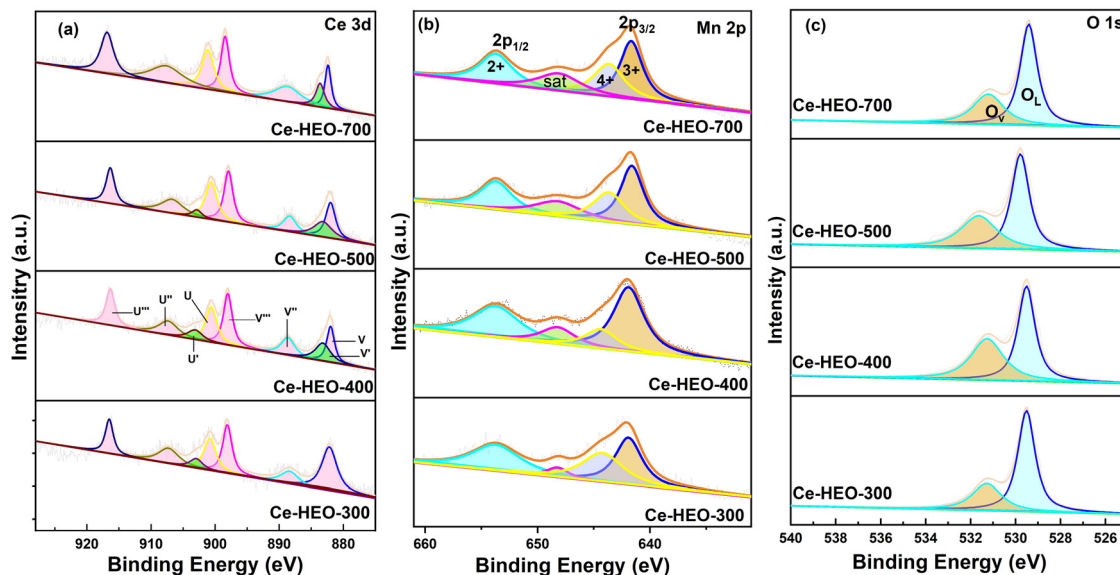 (a)
Ce 3d
Ce-HEO-700
Ce-HEO-500
U'''
U''
U
V'''
V''
V
V'
U'
Ce-HEO-400
Ce-HEO-300
Intensitry (a.u.)
920
910
900
890
880
Binding Energy (eV)
(b)
2p3/2
Mn 2p
2p1/2
2+
sat
4+
3+
Ce-HEO-700
Ce-HEO-500
Ce-HEO-400
Ce-HEO-300
Intensity (a.u.)
660
650
640
Binding Energy (eV)
(c)
O 1s
Ce-HEO-700
OL
Ov
Ce-HEO-500
Ce-HEO-400
Ce-HEO-300
Intensity (a.u.)
540
538
536
534
532
530
528
526
Binding Energy (eV)